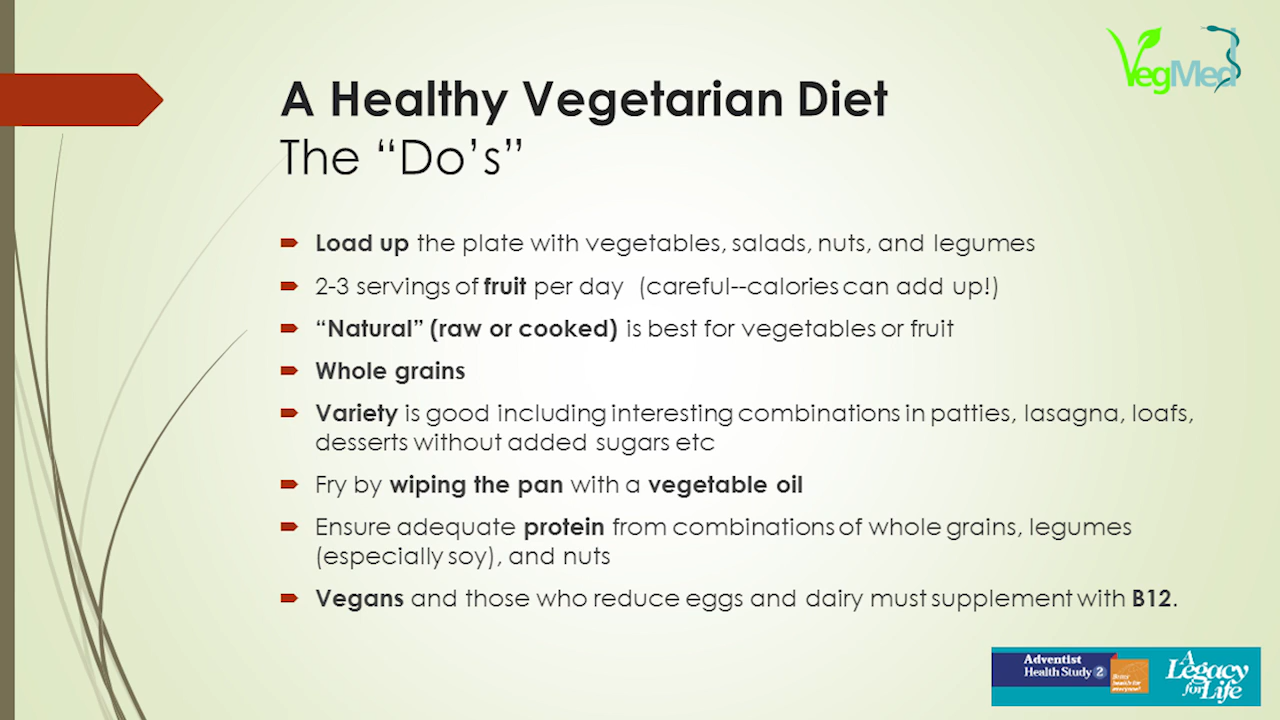 VegMed
A Healthy Vegetarian Diet
The “Do’s”
Load up the plate with vegetables, salads, nuts, and legumes
2-3 servings of fruit per day (careful--calories can add up!)
“Natural” (raw or cooked) is best for vegetables or fruit
Whole grains
Variety is good including interesting combinations in patties, lasagna, loafs,
desserts without added sugars etc
Fry by wiping the pan with a vegetable oil
Ensure adequate protein from combinations of whole grains, legumes
(especially soy), and nuts
Vegans and those who reduce eggs and dairy must supplement with B12.
Adventist
Health Study 2
Better
health for
everyone!
A
Legacy
for Life